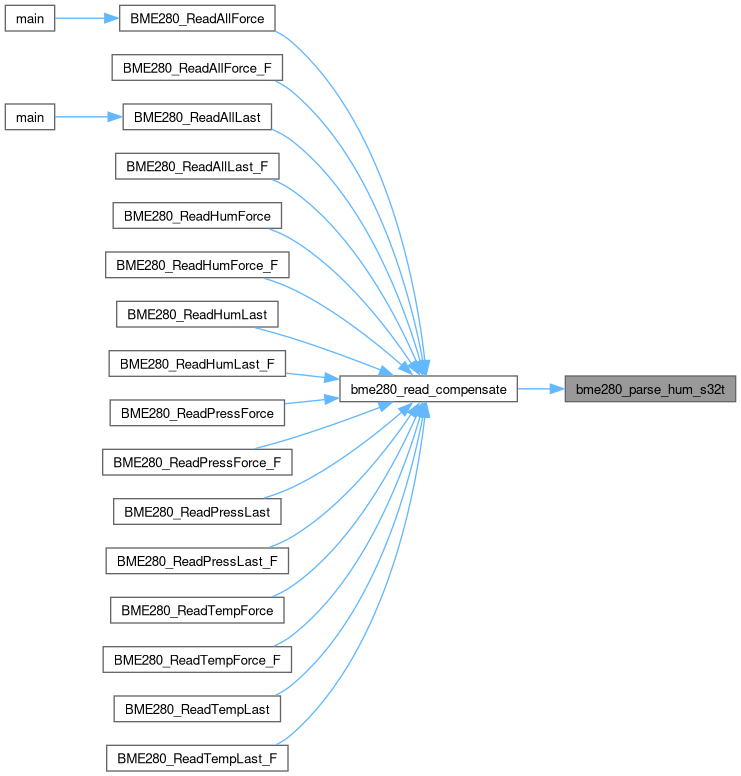 main
BME280_ReadAllForce
BME280_ReadAllForce_F
main
BME280_ReadAllLast
BME280_ReadAllLast_F
BME280_ReadHumForce
BME280_ReadHumForce_F
BME280_ReadHumLast
BME280_ReadHumLast_F
bme280_read_compensate
bme280_parse_hum_s32t
BME280_ReadPressForce
BME280_ReadPressForce_F
BME280_ReadPressLast
BME280_ReadPressLast_F
BME280_ReadTempForce
BME280_ReadTempForce_F
BME280_ReadTempLast
BME280_ReadTempLast_F